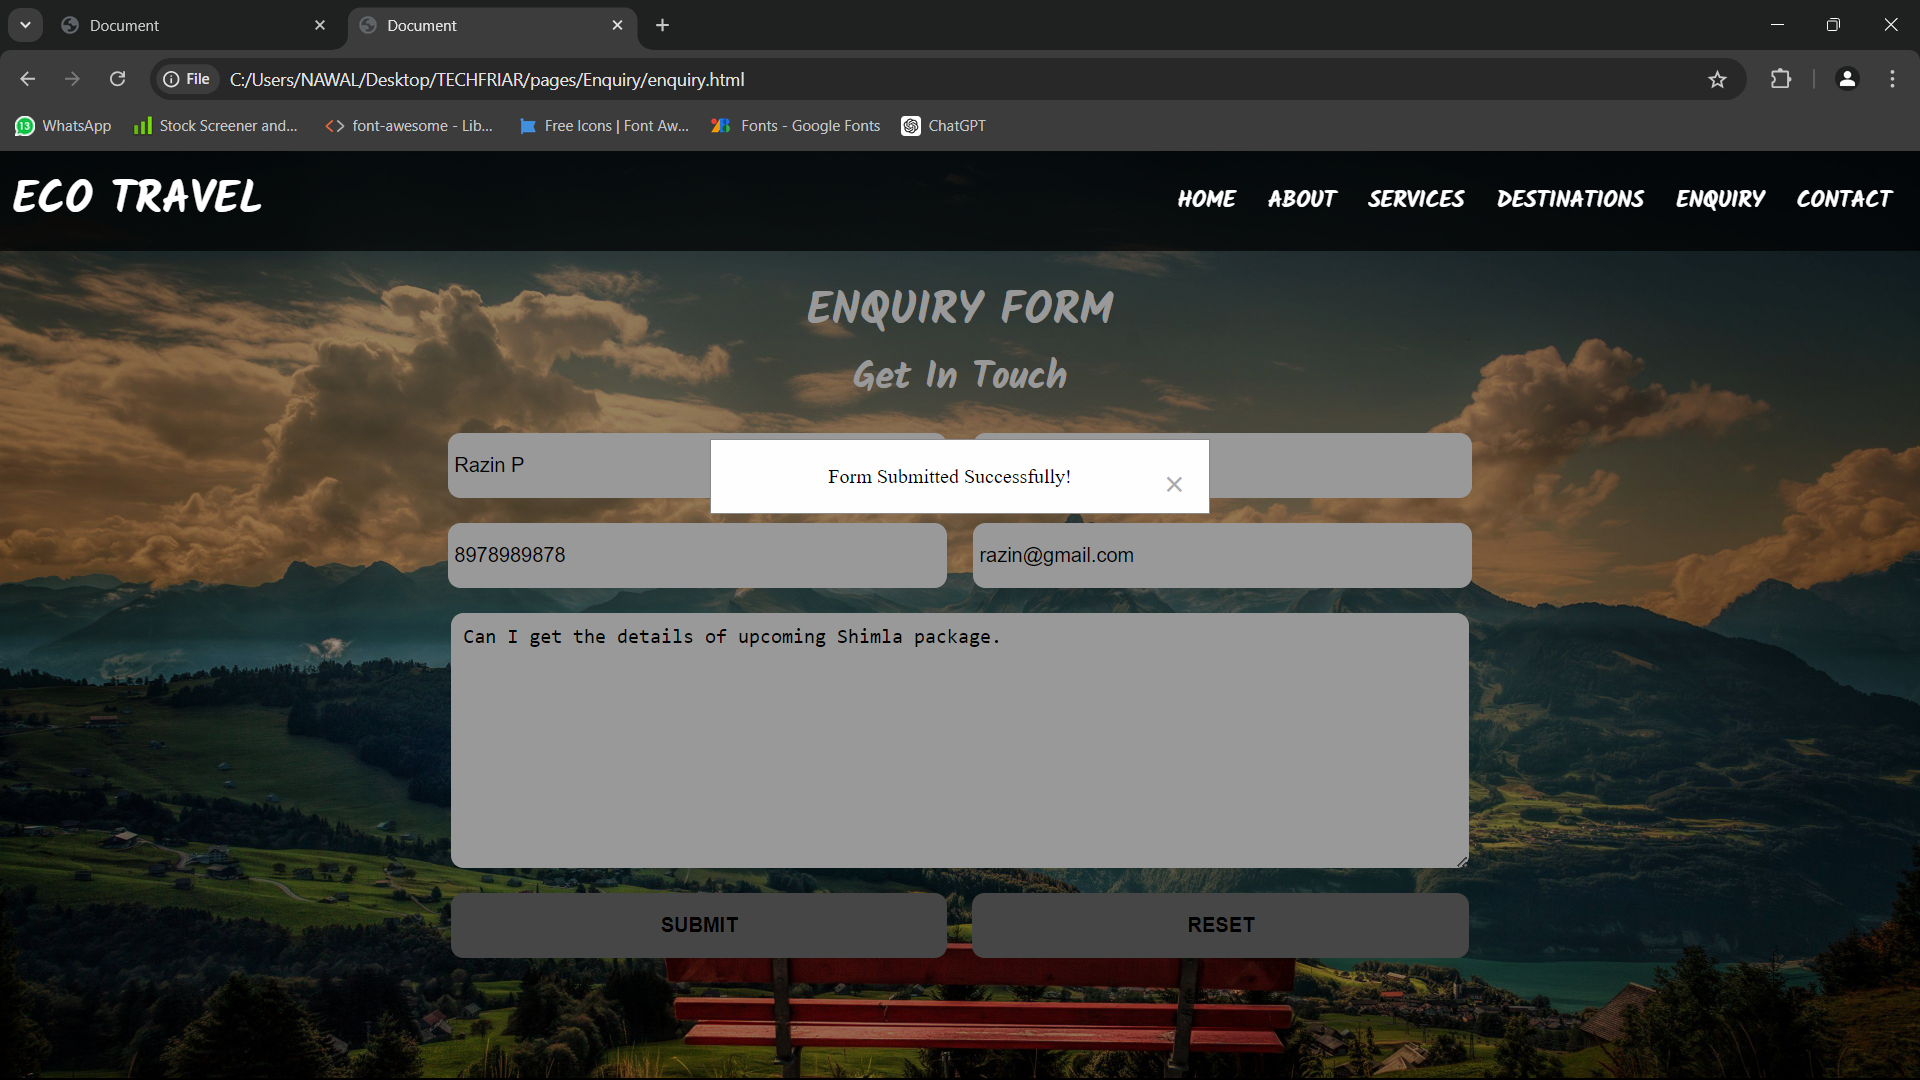 Document
Document
File
C:/Users/NAWAL/Desktop/TECHFRIAR/pages/Enquiry/enquiry.html
13 WhatsApp
Stock Screener and...
font-awesome - Lib...
Free Icons | Font Aw...
Fonts - Google Fonts
ChatGPT
ECO TRAVEL
HOME ABOUT SERVICES DESTINATIONS ENQUIRY CONTACT
ENQUIRY FORM
Get In Touch
Razin P
Form Submitted Successfully!
8978989878
razin@gmail.com
Can I get the details of upcoming Shimla package.
SUBMIT
RESET